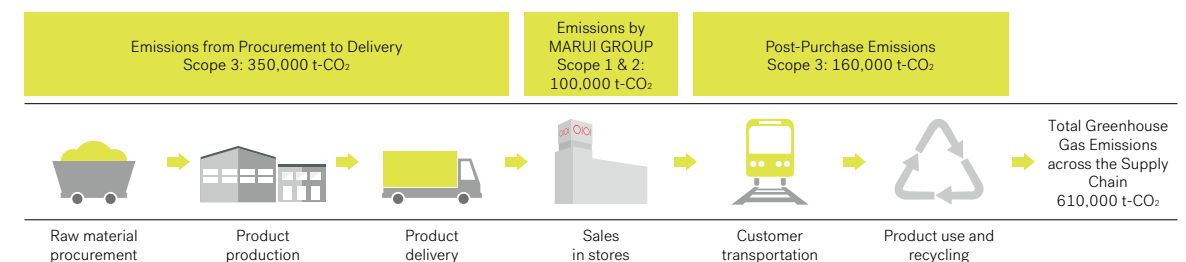 Emissions from Procurement to Delivery
Scope 3: 350,000 t-CO₂
Emissions by
MARUI GROUP
Scope 1 & 2:
100,000 t-CO₂
Post-Purchase Emissions
Scope 3: 160,000 t-CO₂
OIOI OIOI
Total Greenhouse
Gas Emissions
across the Supply
Chain
610,000 t-CO₂
Raw material
procurement
Product
production
Product
delivery
Sales
in stores
Customer
transportation
Product use and
recycling